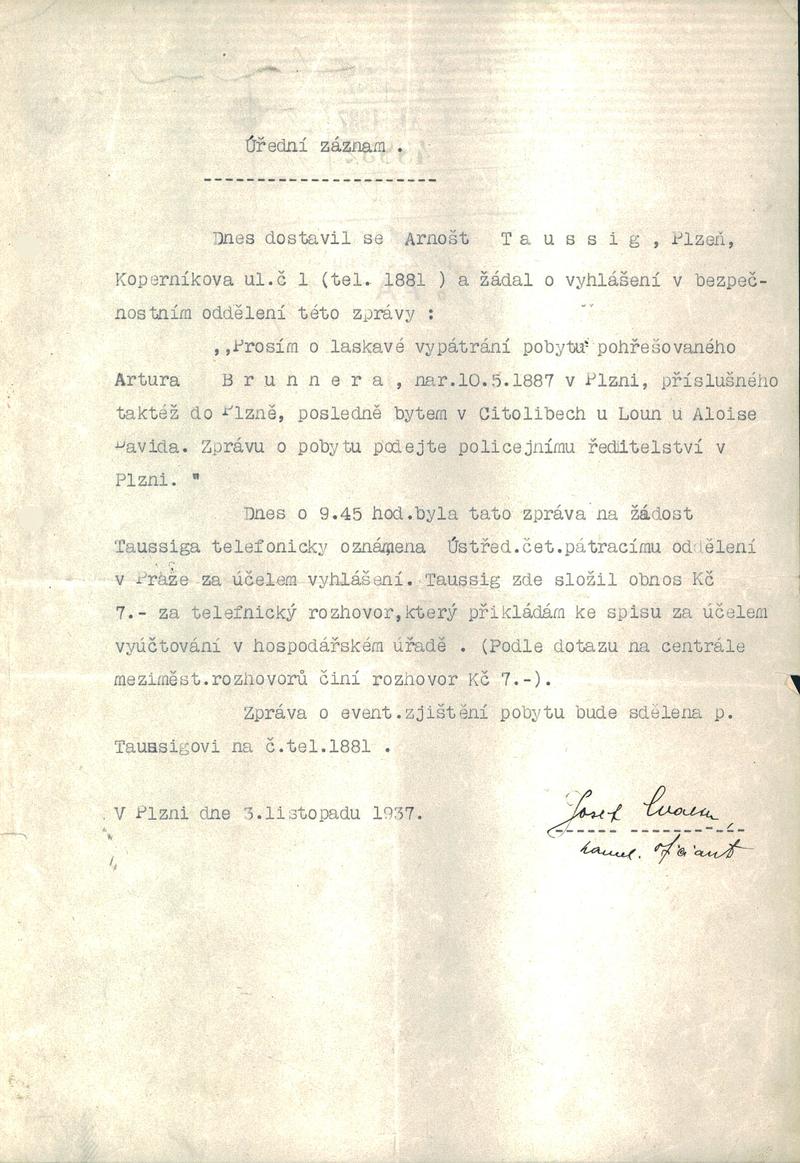 Úřední záznam .
Dnes dostavil se Arnošt T a u s s i g , Plzeň,
Koperníkova ul.č 1 (tel. 1881 ) a žádal o vyhlášení v bezpeč-
nostním oddělení této zprávy :
,,Prosím o laskavé vypátrání pobytu pohřešovaného
Artura B r u n n e r a , nar.10.5.1887 v Plzni, příslušného
taktéž do Plzně, posledně bytem v Citolibech u Loun u Aloise
Davida. Zprávu o pobytu podejte policejnímu ředitelství v
Plzni. "
Dnes o 9.45 hod.byla tato zpráva na žádost
Taussiga telefonicky oznámena Ústřed.čet.pátracímu oddělení
v Praze za účelem vyhlášení. Taussig zde složil obnos Kč
7.- za telefnický rozhovor,který přikládám ke spisu za účelem
vyúčtování v hospodářském úřadě . (Podle dotazu na centrále
meziměst.rozhovorů činí rozhovor Kč 7.-).
Zpráva o event.zjištění pobytu bude sdělena p.
Taussigovi na č.tel.1881 .
V Plzni dne 3.listopadu 1937.
Josef
oficiant